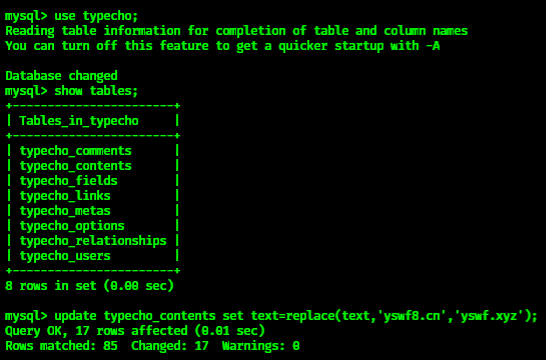 mysql> use typecho;
Reading table information for completion of table and column names
You can turn off this feature to get a quicker startup with -A
Database changed
mysql> show tables;
+-----------------------+
| Tables_in_typecho     |
+-----------------------+
| typecho_comments      |
| typecho_contents      |
| typecho_fields        |
| typecho_links         |
| typecho_metas         |
| typecho_options       |
| typecho_relationships |
| typecho_users         |
+-----------------------+
8 rows in set (0.00 sec)
mysql> update typecho_contents set text=replace(text,'yswf8.cn','yswf.xyz');
Query OK, 17 rows affected (0.01 sec)
Rows matched: 85  Changed: 17  Warnings: 0